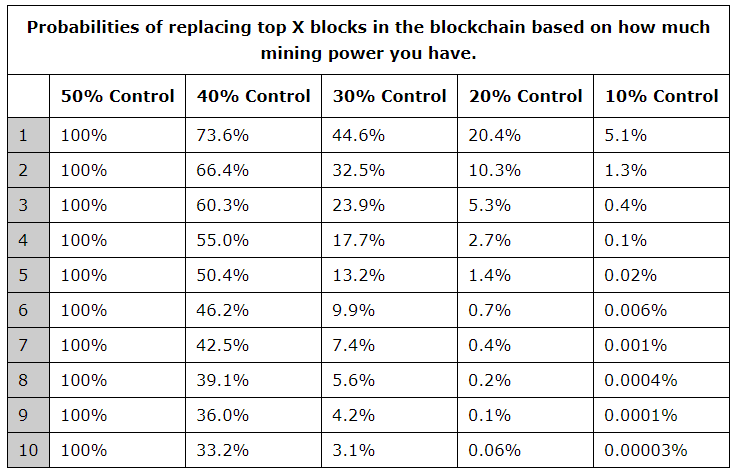 Probabilities of replacing top X blocks in the blockchain based on how much
mining power you have.
50% Control 40% Control 30% Control 20% Control 10% Control
1 100% 73.6% 44.6% 20.4% 5.1%
2 100% 66.4% 32.5% 10.3% 1.3%
3 100% 60.3% 23.9% 5.3% 0.4%
4 100% 55.0% 17.7% 2.7% 0.1%
5 100% 50.4% 13.2% 1.4% 0.02%
6 100% 46.2% 9.9% 0.7% 0.006%
7 100% 42.5% 7.4% 0.4% 0.001%
8 100% 39.1% 5.6% 0.2% 0.0004%
9 100% 36.0% 4.2% 0.1% 0.0001%
10 100% 33.2% 3.1% 0.06% 0.00003%